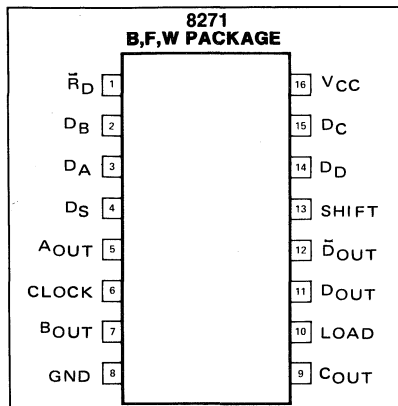 8271
B,F,W PACKAGE
R̄D 1
DB 2
DA 3
DS 4
AOUT 5
CLOCK 6
BOUT 7
GND 8
16 VCC
15 DC
14 DD
13 SHIFT
12 D̄OUT
11 DOUT
10 LOAD
9 COUT